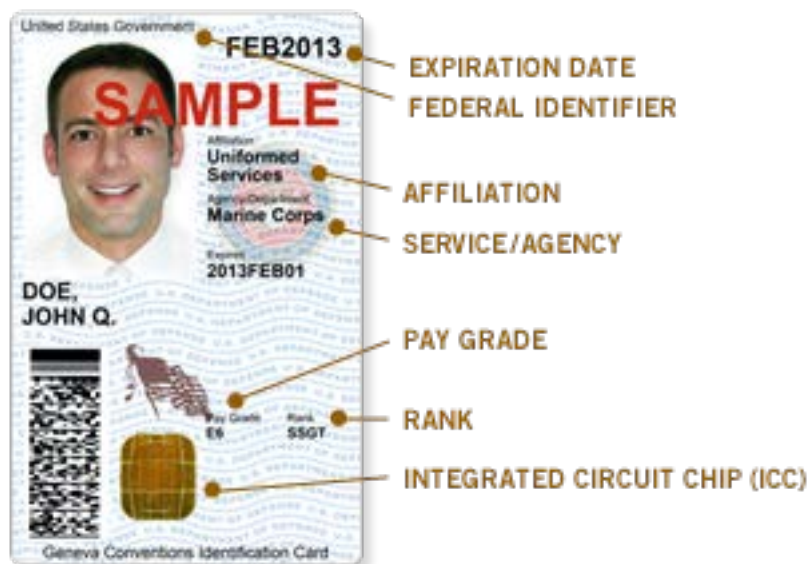 United States Government
FEB2013
SAMPLE
Affiliation
Uniformed
Services
Agency/Department
Marine Corps
Expires
2013FEB01
DOE,
JOHN Q.
Pay Grade
E6
Rank
SSGT
Geneva Conventions Identification Card
EXPIRATION DATE
FEDERAL IDENTIFIER
AFFILIATION
SERVICE/AGENCY
PAY GRADE
RANK
INTEGRATED CIRCUIT CHIP (ICC)